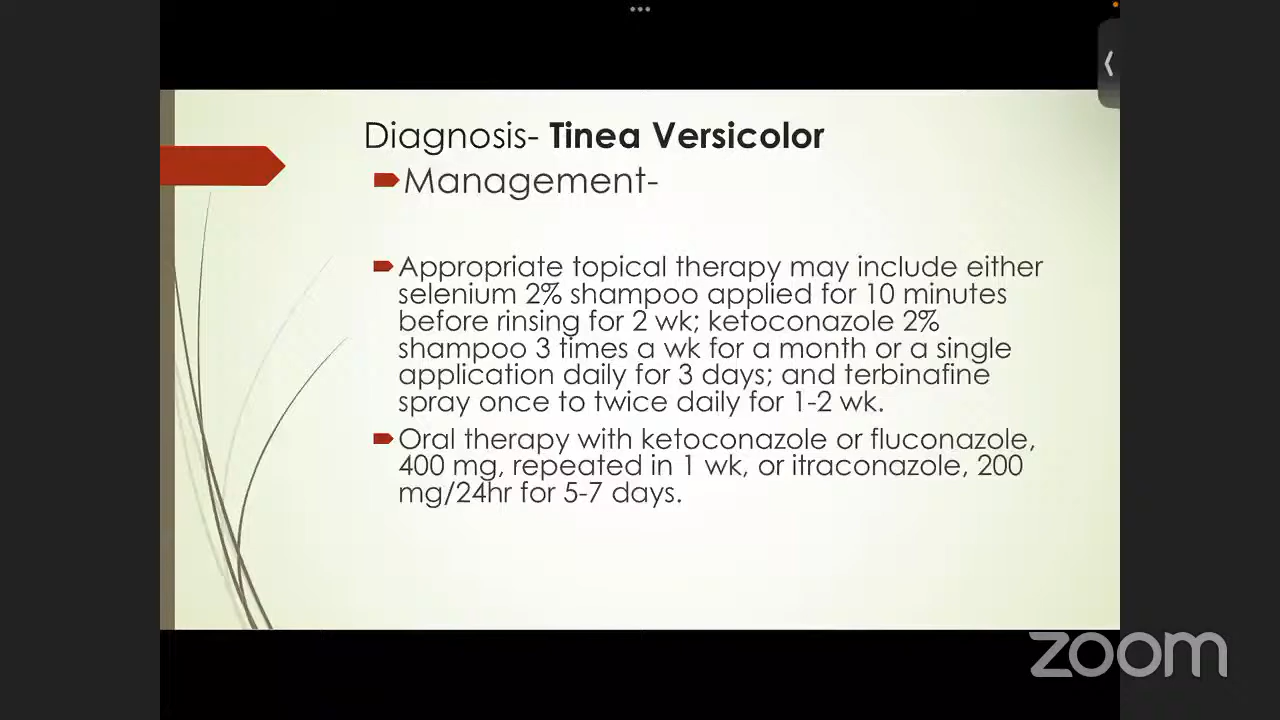 Diagnosis- Tinea Versicolor
Management-
Appropriate topical therapy may include either
selenium 2% shampoo applied for 10 minutes
before rinsing for 2 wk; ketoconazole 2%
shampoo 3 times a wk for a month or a single
application daily for 3 days; and terbinafine
spray once to twice daily for 1-2 wk.
Oral therapy with ketoconazole or fluconazole,
400 mg, repeated in 1 wk, or itraconazole, 200
mg/24hr for 5-7 days.
zoom